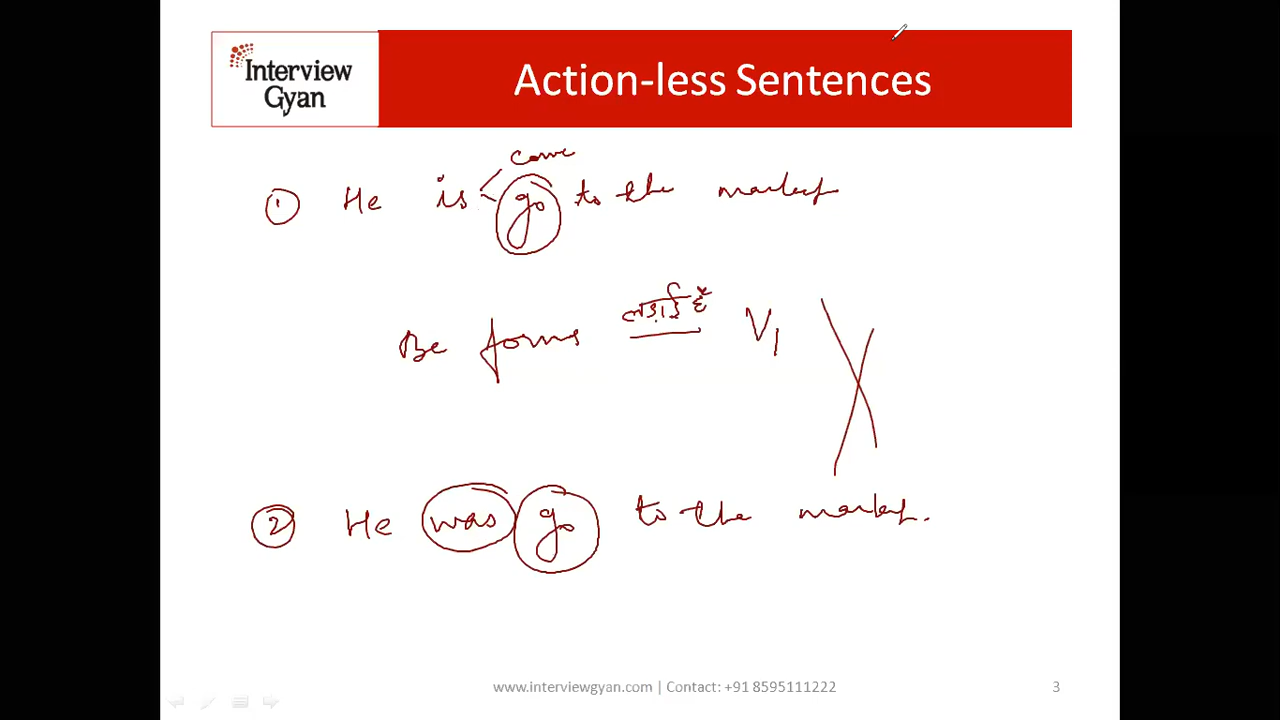 Interview
Gyan
Action-less Sentences
come
① He is go to the market
Be forms लड़ाई है V1 X
② He was go to the market.
www.interviewgyan.com | Contact: +91 8595111222
3